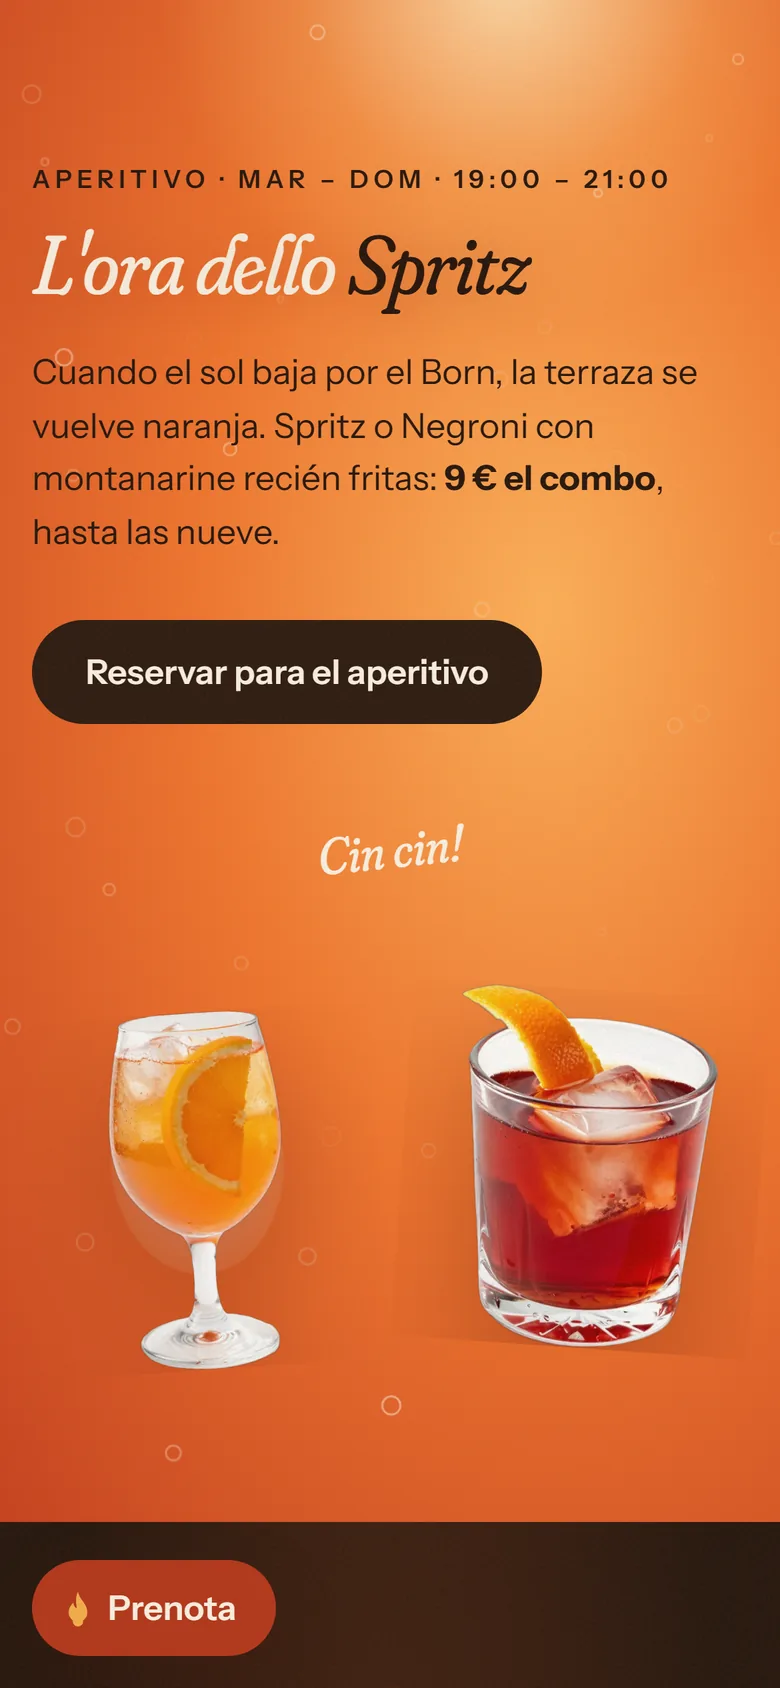 APERITIVO · MAR – DOM · 19:00 – 21:00
L'ora dello Spritz
Cuando el sol baja por el Born, la terraza se
vuelve naranja. Spritz o Negroni con
montanarine recién fritas: 9 € el combo,
hasta las nueve.
Reservar para el aperitivo
Cin cin!
Prenota